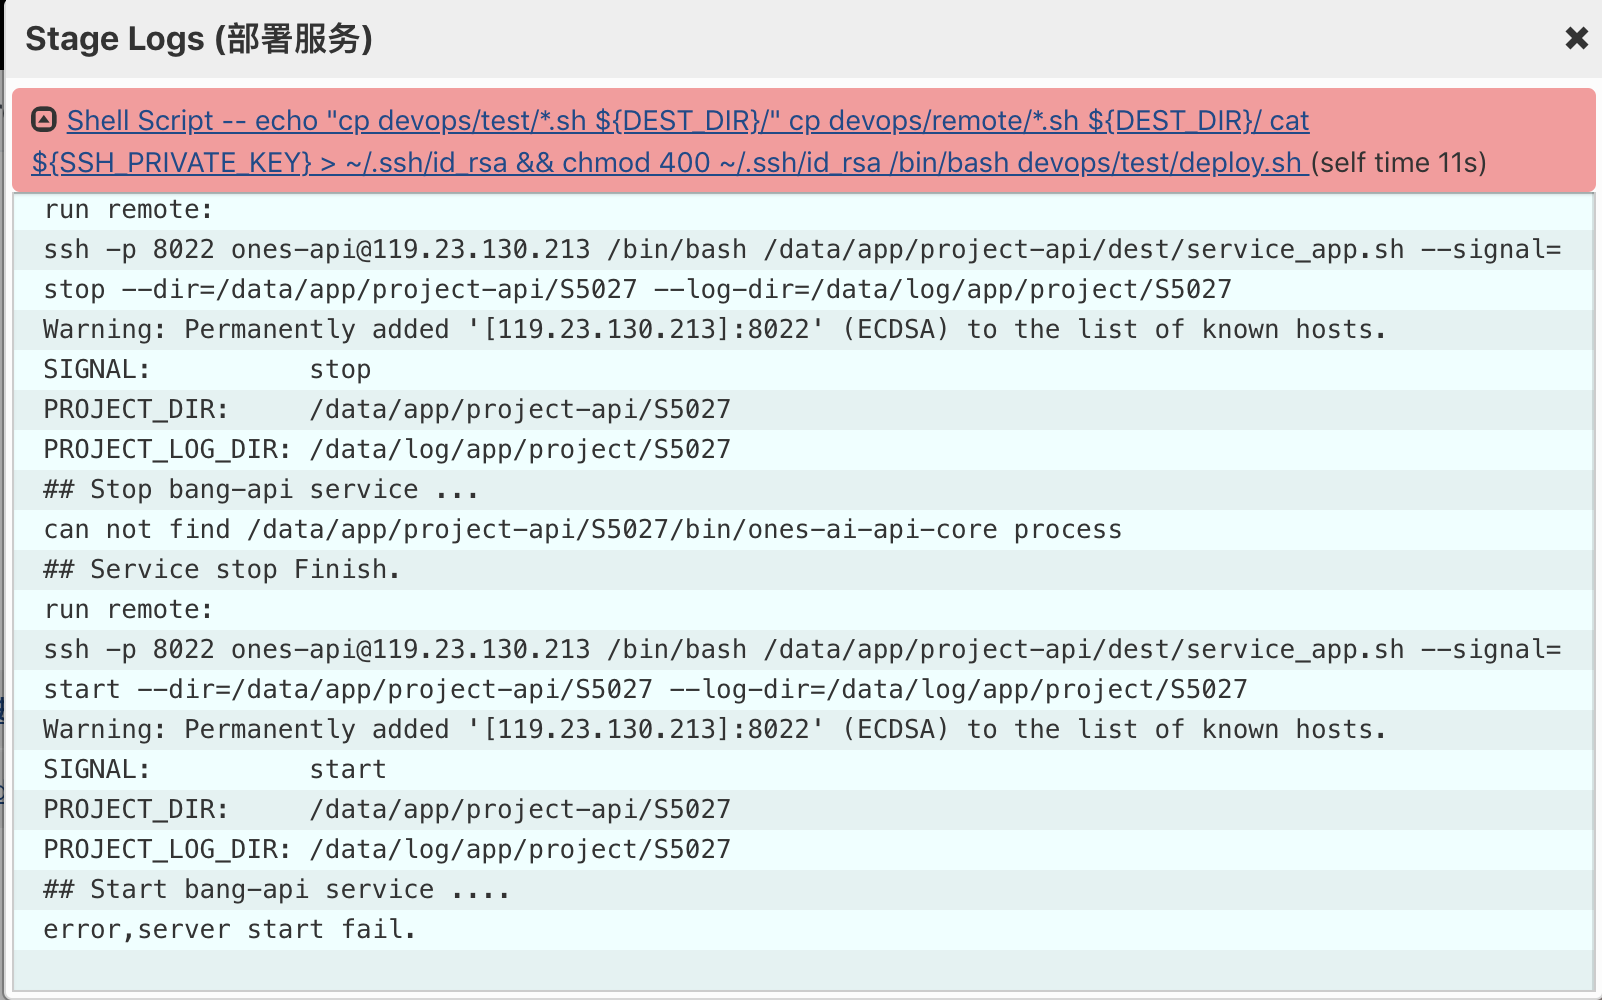 Stage Logs (部署服务)
Shell Script -- echo "cp devops/test/*.sh ${DEST_DIR}/" cp devops/remote/*.sh ${DEST_DIR}/ cat
${SSH_PRIVATE_KEY} > ~/.ssh/id_rsa && chmod 400 ~/.ssh/id_rsa /bin/bash devops/test/deploy.sh (self time 11s)
run remote:
ssh -p 8022 ones-api@119.23.130.213 /bin/bash /data/app/project-api/dest/service_app.sh --signal=
stop --dir=/data/app/project-api/S5027 --log-dir=/data/log/app/project/S5027
Warning: Permanently added '[119.23.130.213]:8022' (ECDSA) to the list of known hosts.
SIGNAL:          stop
PROJECT_DIR:     /data/app/project-api/S5027
PROJECT_LOG_DIR: /data/log/app/project/S5027
## Stop bang-api service ...
can not find /data/app/project-api/S5027/bin/ones-ai-api-core process
## Service stop Finish.
run remote:
ssh -p 8022 ones-api@119.23.130.213 /bin/bash /data/app/project-api/dest/service_app.sh --signal=
start --dir=/data/app/project-api/S5027 --log-dir=/data/log/app/project/S5027
Warning: Permanently added '[119.23.130.213]:8022' (ECDSA) to the list of known hosts.
SIGNAL:          start
PROJECT_DIR:     /data/app/project-api/S5027
PROJECT_LOG_DIR: /data/log/app/project/S5027
## Start bang-api service ....
error,server start fail.